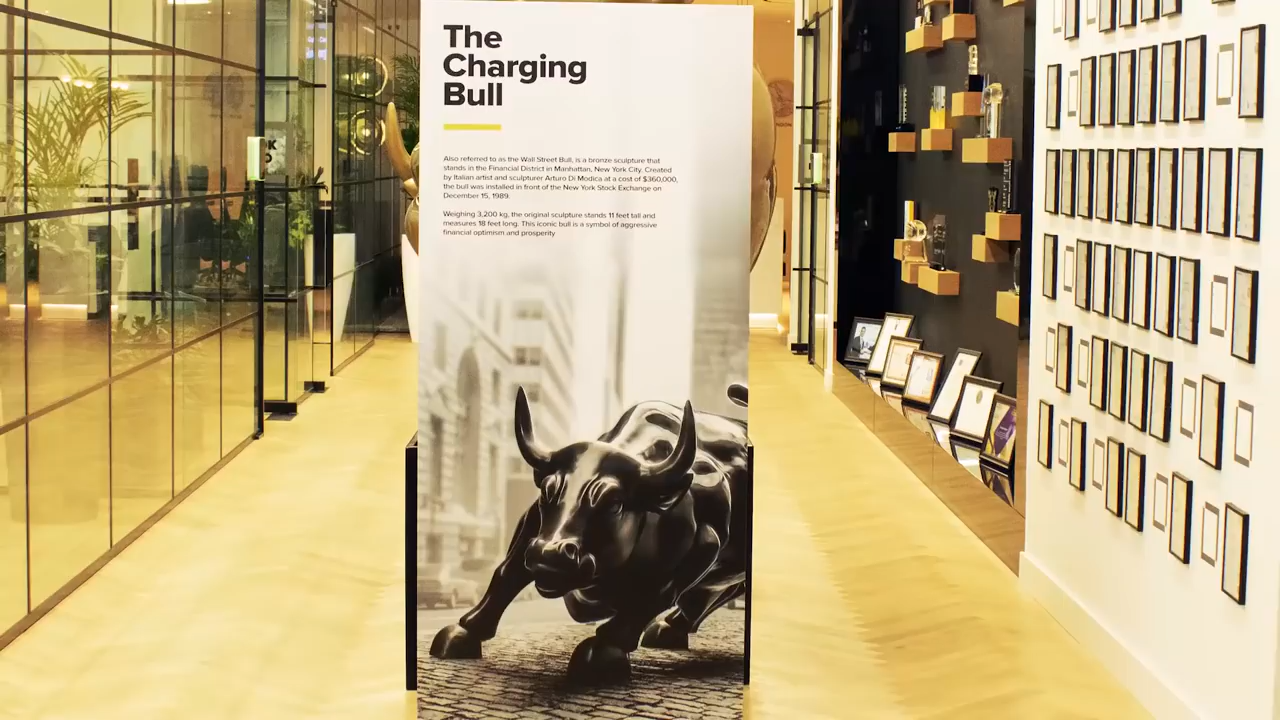 The
Charging
Bull
Also referred to as the Wall Street Bull, is a bronze sculpture that
stands in the Financial District in Manhattan, New York City. Created
by Italian artist and sculpturer Arturo Di Modica at a cost of $360,000,
the bull was installed in front of the New York Stock Exchange on
December 15, 1989.
Weighing 3,200 kg, the original sculpture stands 11 feet tall and
measures 18 feet long. This iconic bull is a symbol of aggressive
financial optimism and prosperity